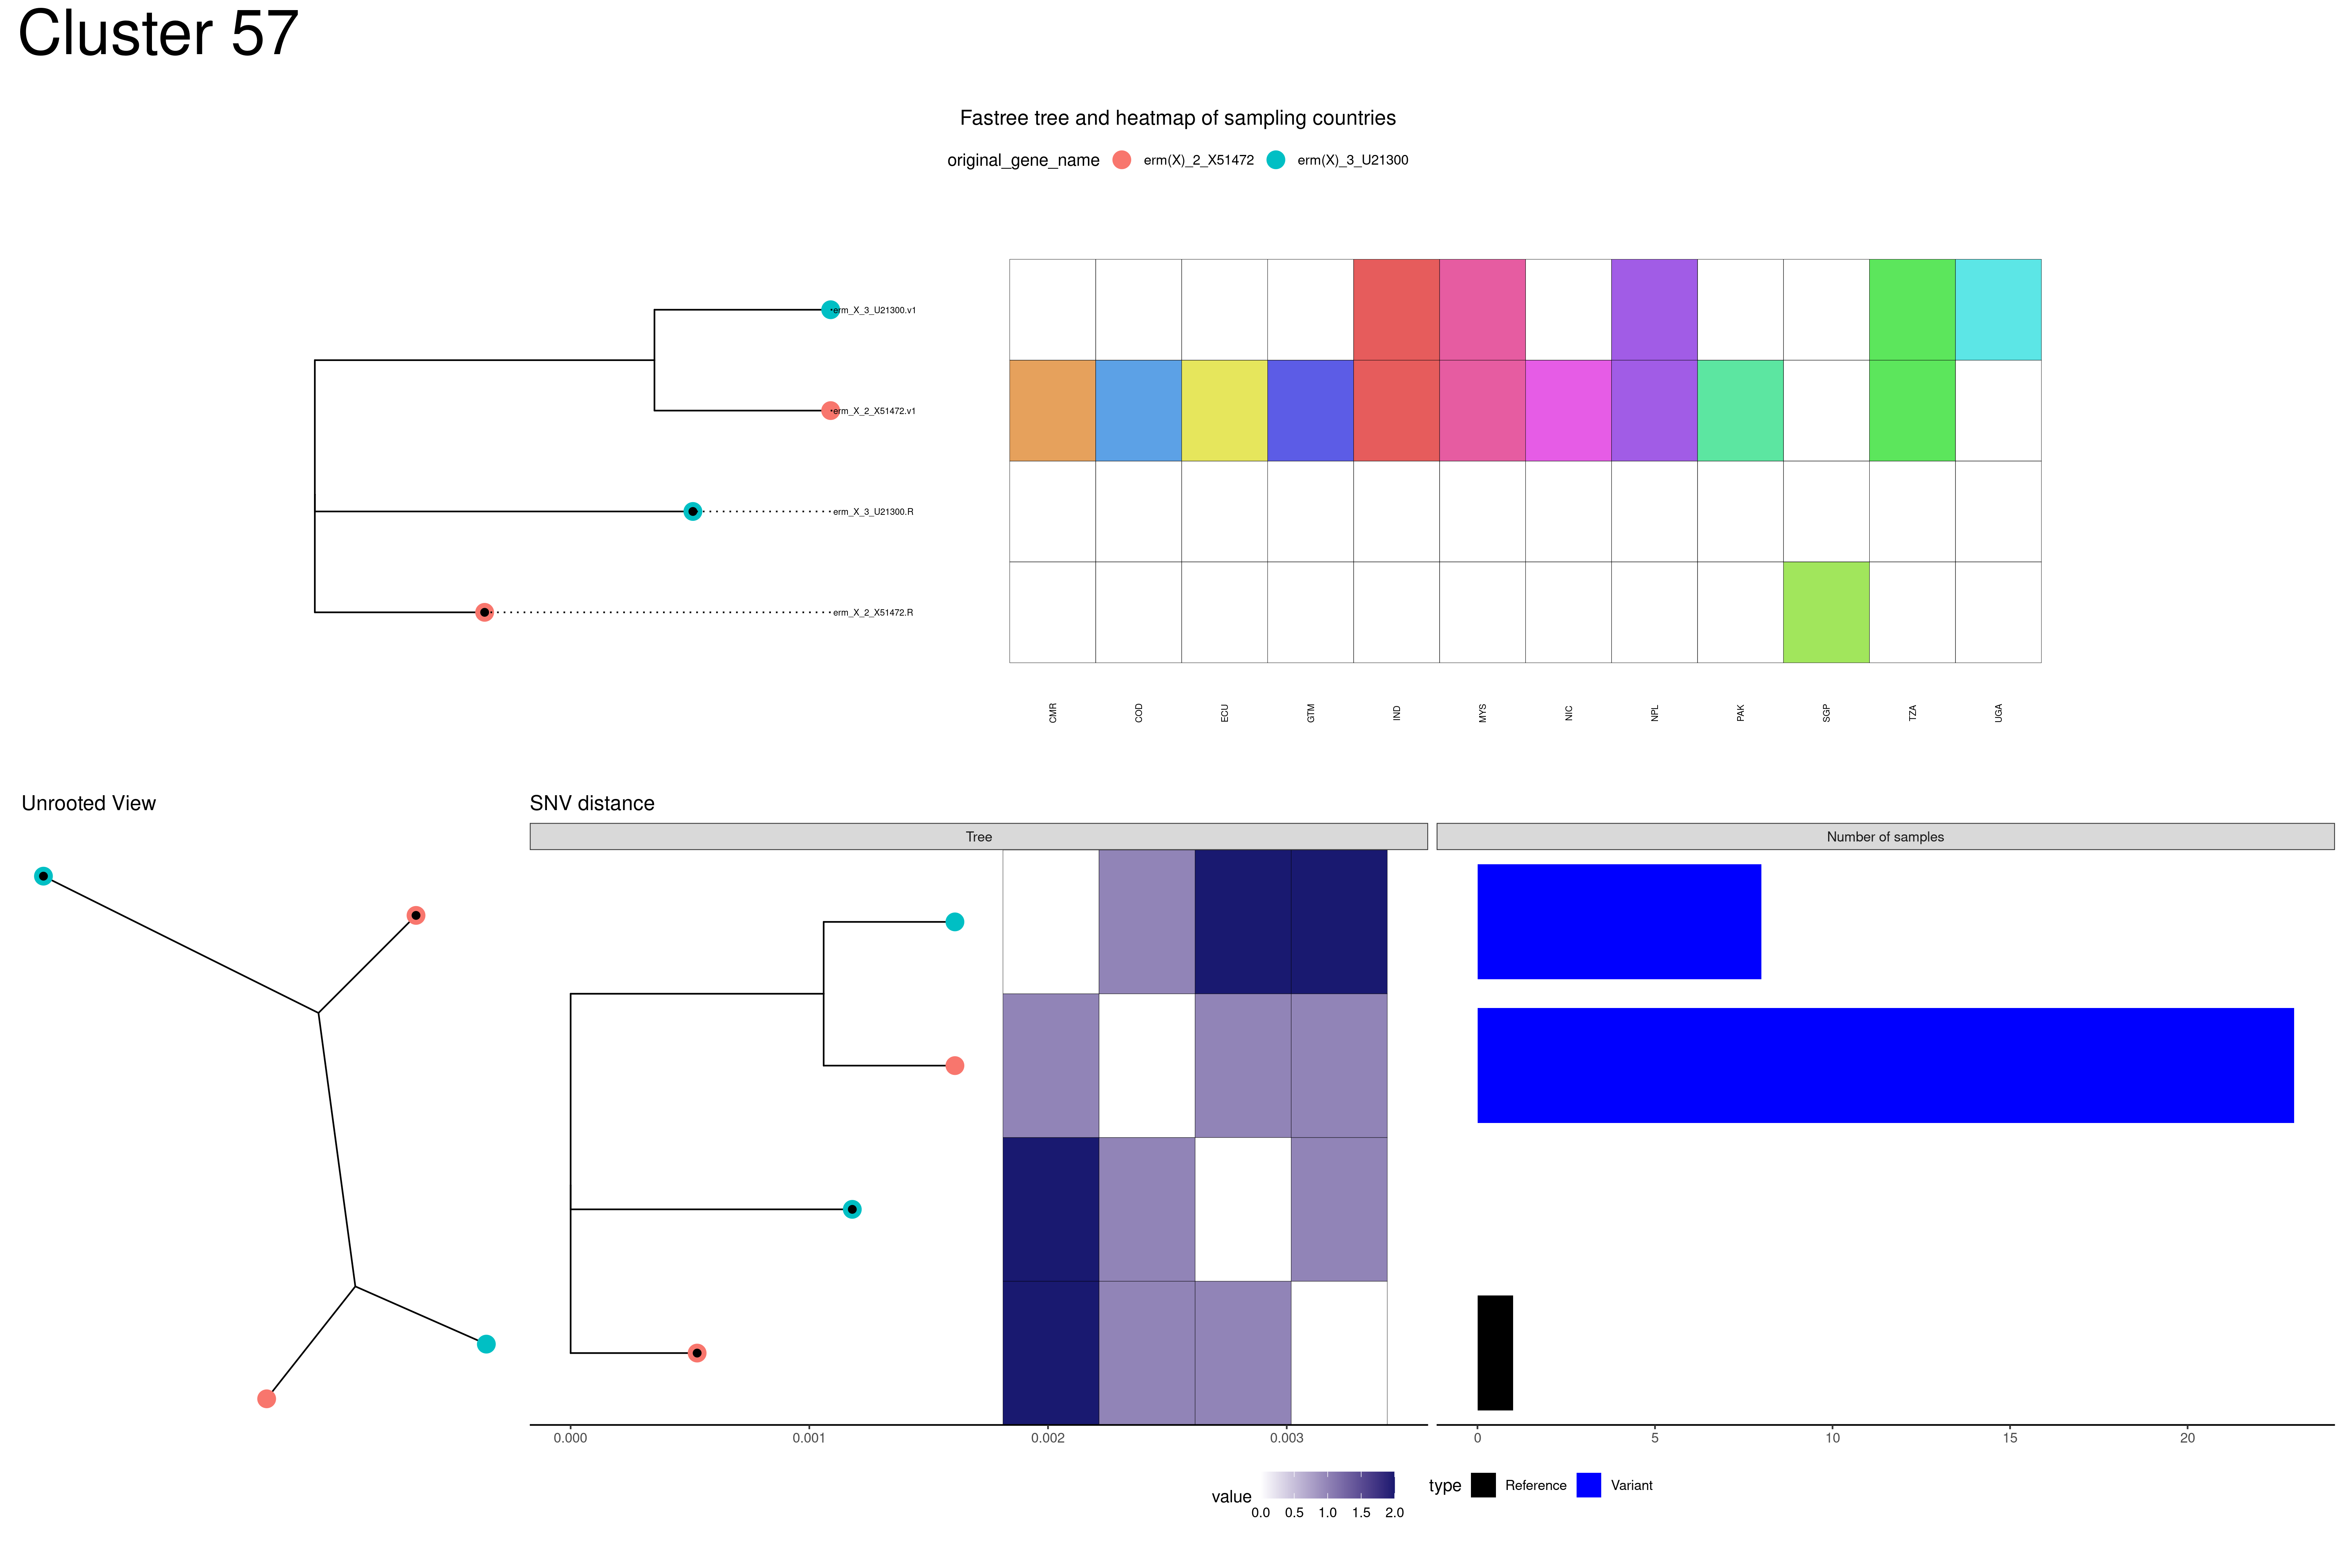 Cluster 57
Fastree tree and heatmap of sampling countries
original_gene_name erm(X)_2_X51472 erm(X)_3_U21300
erm_X_3_U21300.v1
erm_X_2_X51472.v1
erm_X_3_U21300.R
erm_X_2_X51472.R
CMR COD ECU GTM IND MYS NIC NPL PAK SGP TZA UGA
Unrooted View
SNV distance
Tree
Number of samples
0.000 0.001 0.002 0.003
0 5 10 15 20
value
0.0 0.5 1.0 1.5 2.0
type Reference Variant